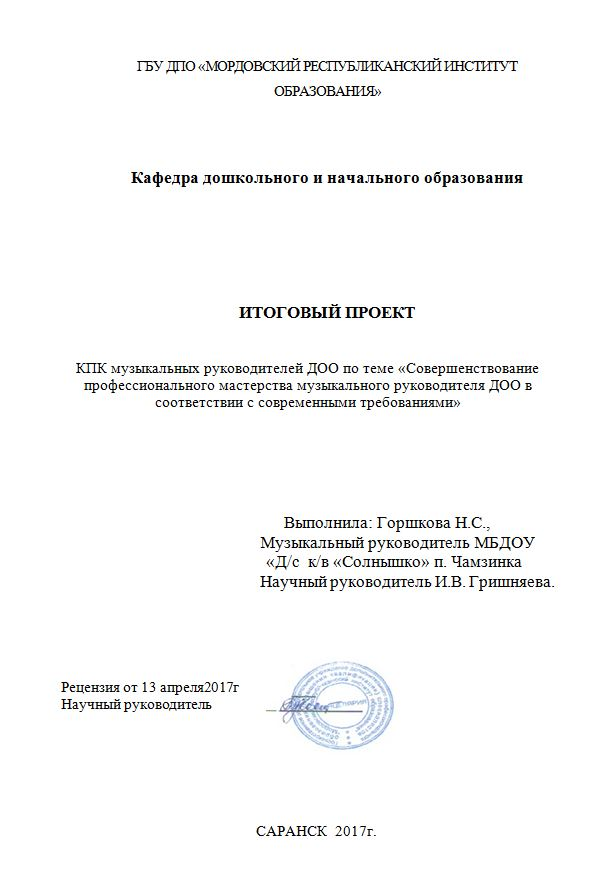 ГБУ ДПО «МОРДОВСКИЙ РЕСПУБЛИКАНСКИЙ ИНСТИТУТ
ОБРАЗОВАНИЯ»
Кафедра дошкольного и начального образования
ИТОГОВЫЙ ПРОЕКТ
КПК музыкальных руководителей ДОО по теме «Совершенствование
профессионального мастерства музыкального руководителя ДОО в
соответствии с современными требованиями»
Выполнила: Горшкова Н.С.,
Музыкальный руководитель МБДОУ
«Д/с к/в «Солнышко» п. Чамзинка
Научный руководитель И.В. Гришняева.
Рецензия от 13 апреля2017г
Научный руководитель
САРАНСК 2017г.